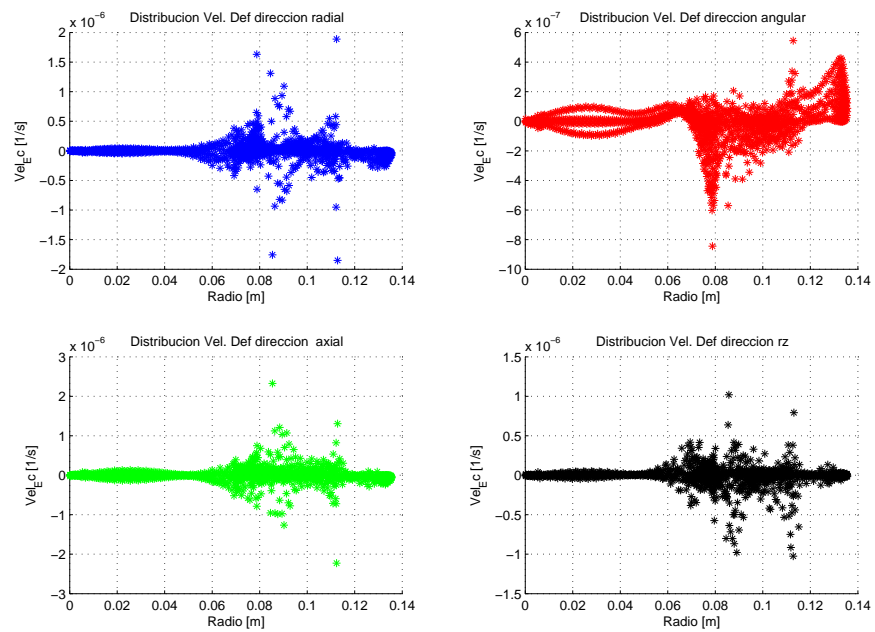 Distribucion Vel. Def direccion radial
x 10^-6
2
1.5
1
0.5
0
−0.5
−1
−1.5
−2
Vel_Ec [1/s]
0 0.02 0.04 0.06 0.08 0.1 0.12 0.14
Radio [m]
Distribucion Vel. Def direccion angular
x 10^-7
6
4
2
0
−2
−4
−6
−8
−10
Vel_Ec [1/s]
0 0.02 0.04 0.06 0.08 0.1 0.12 0.14
Radio [m]
Distribucion Vel. Def direccion  axial
x 10^-6
3
2
1
0
−1
−2
−3
Vel_Ec [1/s]
0 0.02 0.04 0.06 0.08 0.1 0.12 0.14
Radio [m]
Distribucion Vel. Def direccion rz
x 10^-6
1.5
1
0.5
0
−0.5
−1
−1.5
Vel_Ec [1/s]
0 0.02 0.04 0.06 0.08 0.1 0.12 0.14
Radio [m]